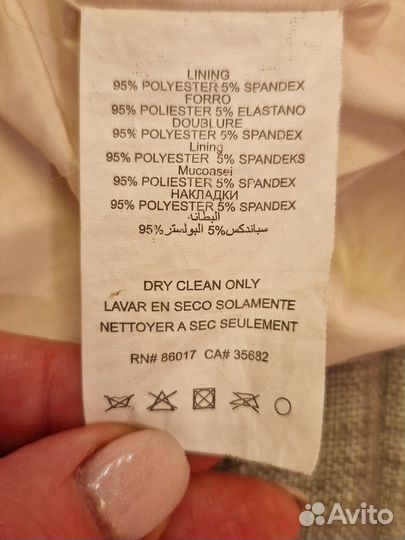 LINING
95% POLYESTER 5% SPANDEX
FORRO
95% POLIESTER 5% ELASTANO
DOUBLURE
95% POLYESTER 5% SPANDEX
Lining
95% POLYESTER 5% SPANDEKS
Mucoasei
95% POLYESTER 5% SPANDEX
НАКЛАДКИ
95% POLYESTER 5% SPANDEX
البطانة
95% البولستر 5% سباندكس
DRY CLEAN ONLY
LAVAR EN SECO SOLAMENTE
NETTOYER A SEC SEULEMENT
RN# 86017 CA# 35682
Avito